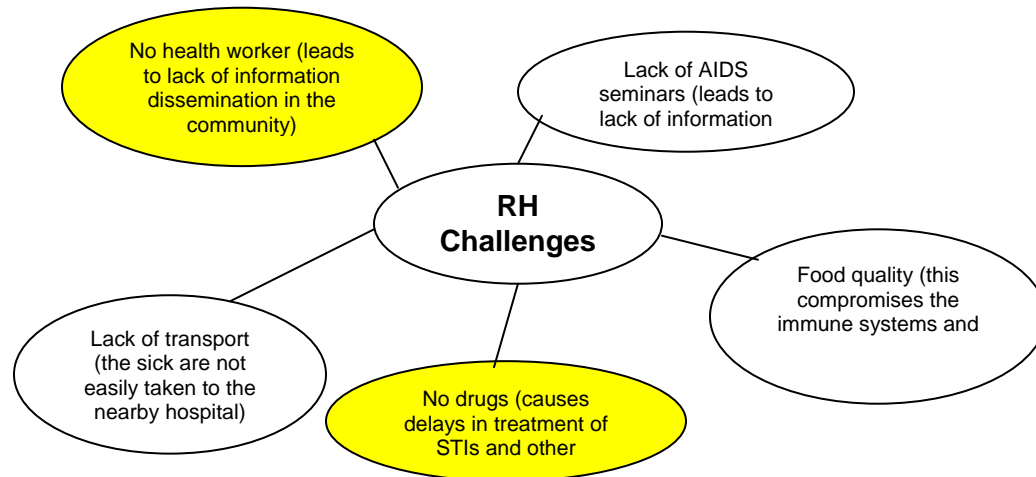 No health worker (leads
to lack of information
dissemination in the
community)
Lack of AIDS
seminars (leads to
lack of information
RH
Challenges
Food quality (this
compromises the
immune systems and
Lack of transport
(the sick are not
easily taken to the
nearby hospital)
No drugs (causes
delays in treatment of
STIs and other